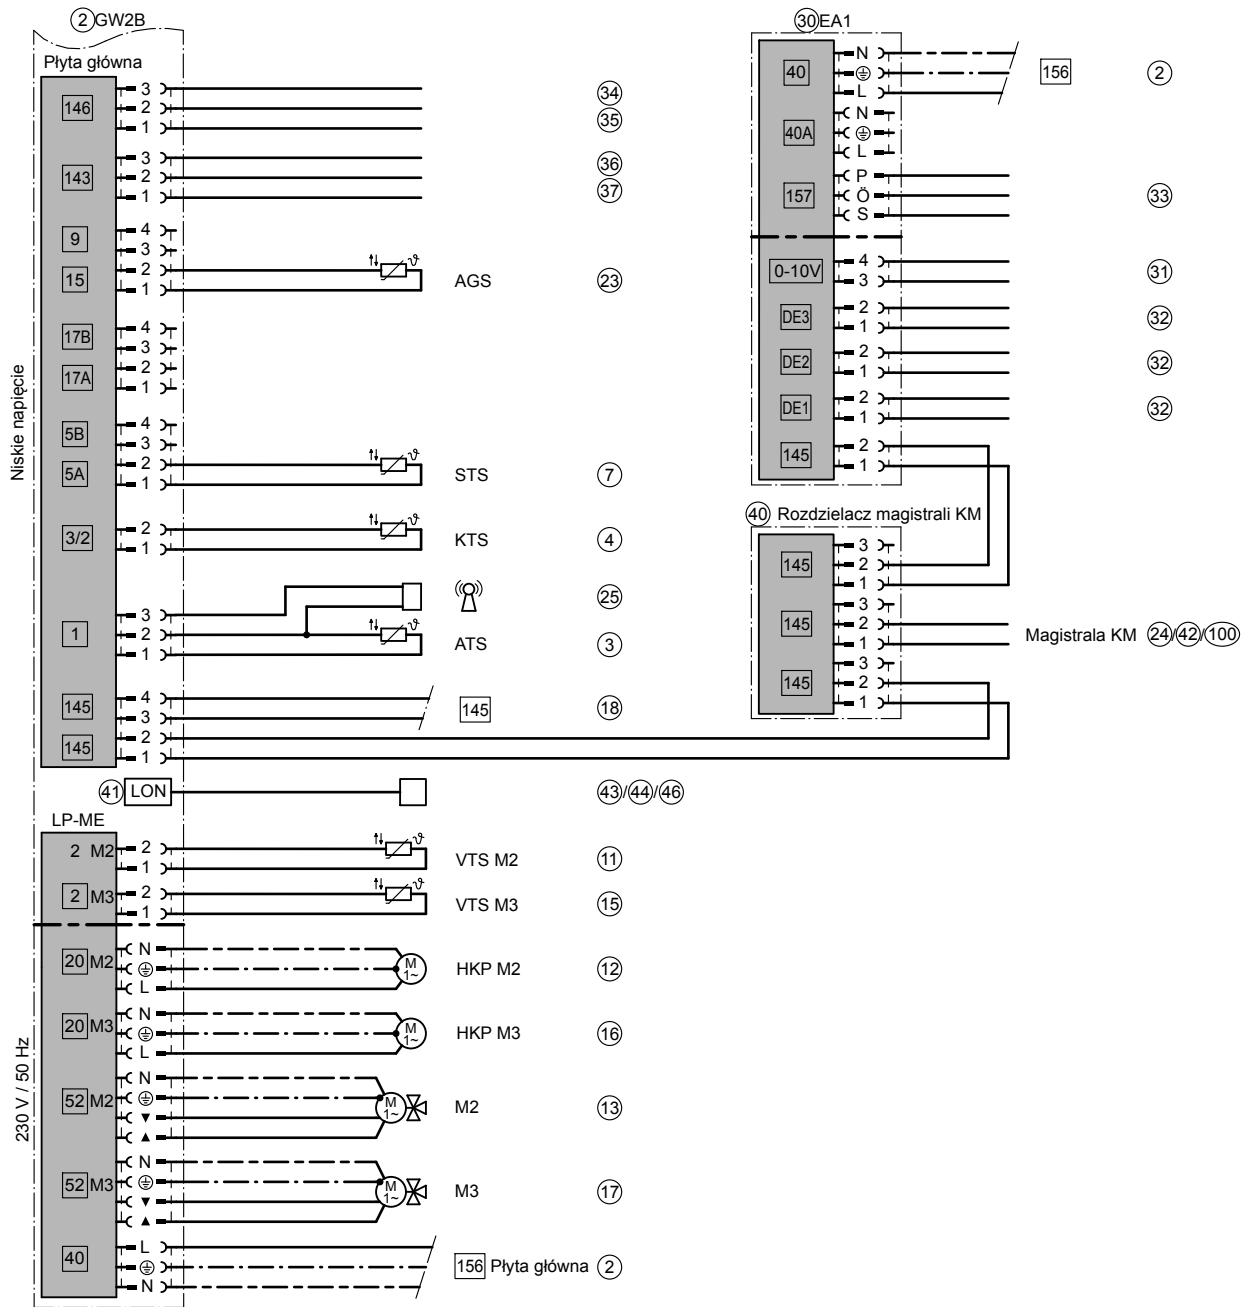 2 GW2B
Płyta główna
Niskie napięcie
146 3 34
2 35
1
143 3 36
2 37
1
9 4
3
15 2 AGS 23
1
17B 4
3
17A 2
1
5B 4
3
5A 2 STS 7
1
3/2 2 KTS 4
1
25
1 3
2 ATS 3
1
145 4 145 18
3
145 2
1
41 LON 43/44/46
LP-ME
2 M2 2 VTS M2 11
1
2 M3 2 VTS M3 15
1
230 V / 50 Hz
20 M2 N M 1~ HKP M2 12
L
20 M3 N M 1~ HKP M3 16
L
52 M2 N M 1~ M2 13
▼
▲
52 M3 N M 1~ M3 17
▼
▲
40 L
156 Płyta główna 2
N
30 EA1
40 N 156 2
L
40A N
L
157 P
Ö 33
S
0-10V 4 31
3
DE3 2 32
1
DE2 2 32
1
DE1 2 32
1
145 2
1
40 Rozdzielacz magistrali KM
145 3
2
1
145 3
2 Magistrala KM 24/42/100
1
145 3
2
1